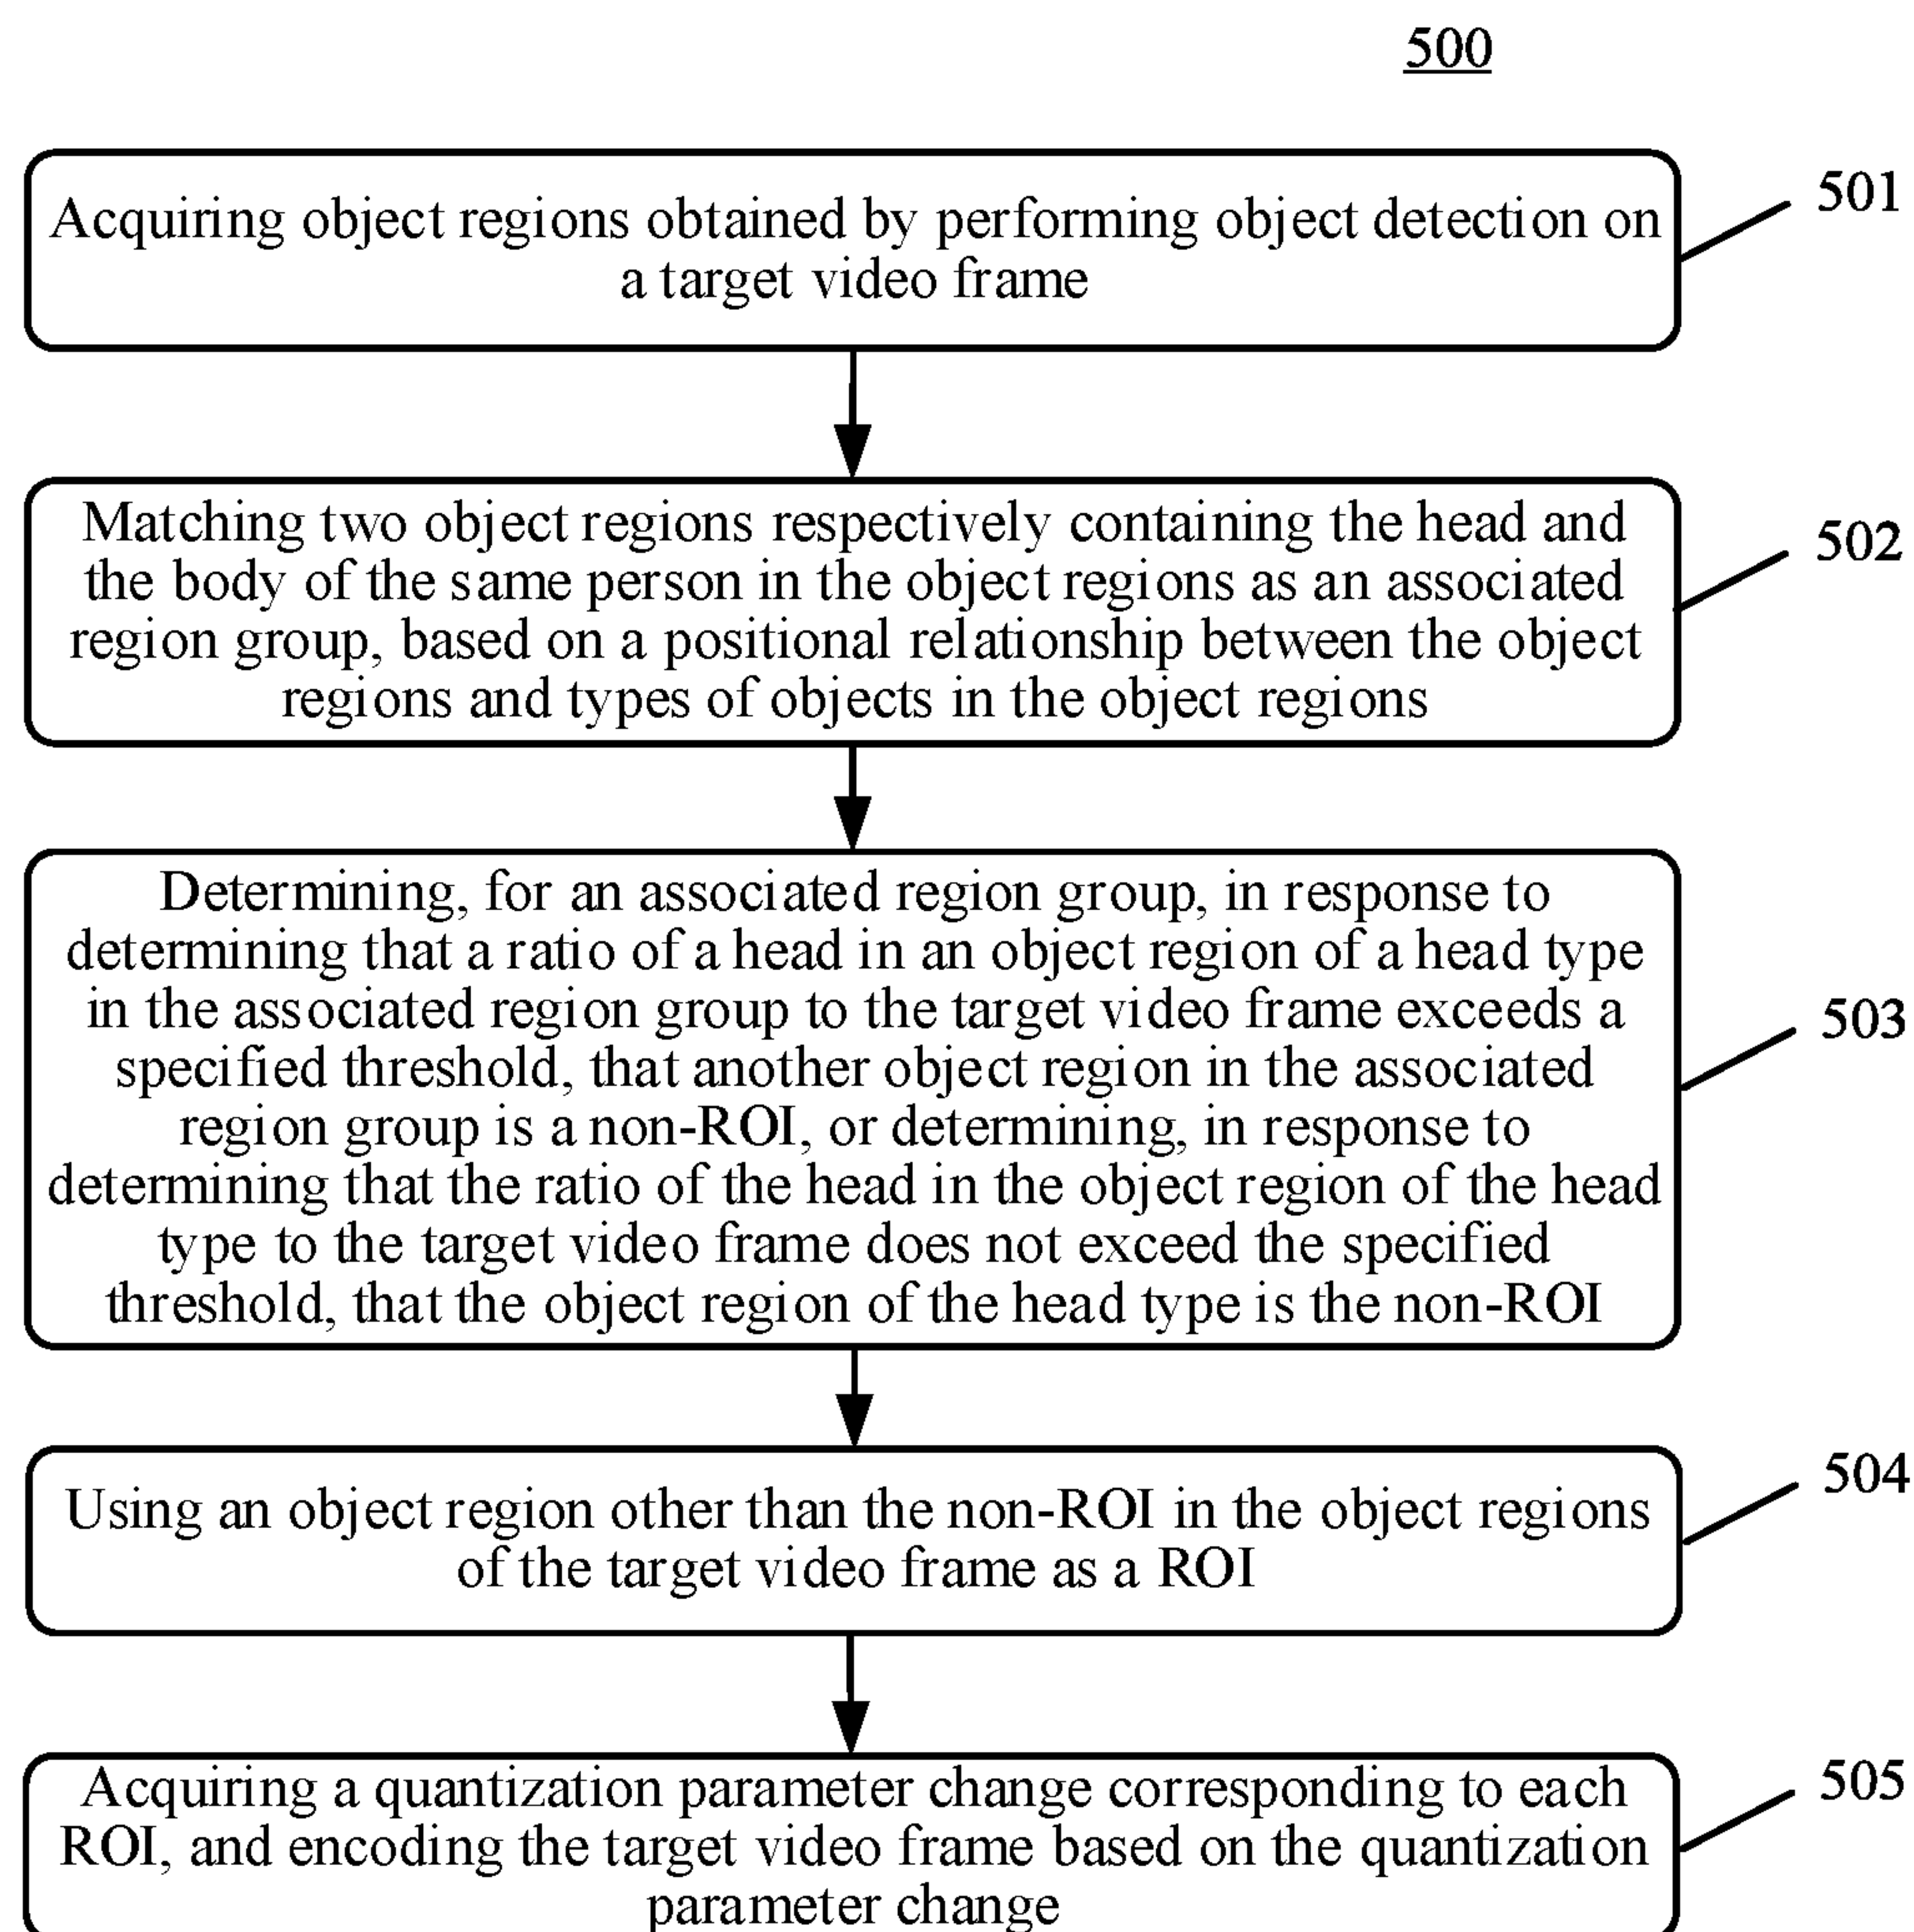 500
Acquiring object regions obtained by performing object detection on
a target video frame
501
Matching two object regions respectively containing the head and
the body of the same person in the object regions as an associated
region group, based on a positional relationship between the object
regions and types of objects in the object regions
502
Determining, for an associated region group, in response to
determining that a ratio of a head in an object region of a head type
in the associated region group to the target video frame exceeds a
specified threshold, that another object region in the associated
region group is a non-ROI, or determining, in response to
determining that the ratio of the head in the object region of the head
type to the target video frame does not exceed the specified
threshold, that the object region of the head type is the non-ROI
503
Using an object region other than the non-ROI in the object regions
of the target video frame as a ROI
504
Acquiring a quantization parameter change corresponding to each
ROI, and encoding the target video frame based on the quantization
parameter change
505